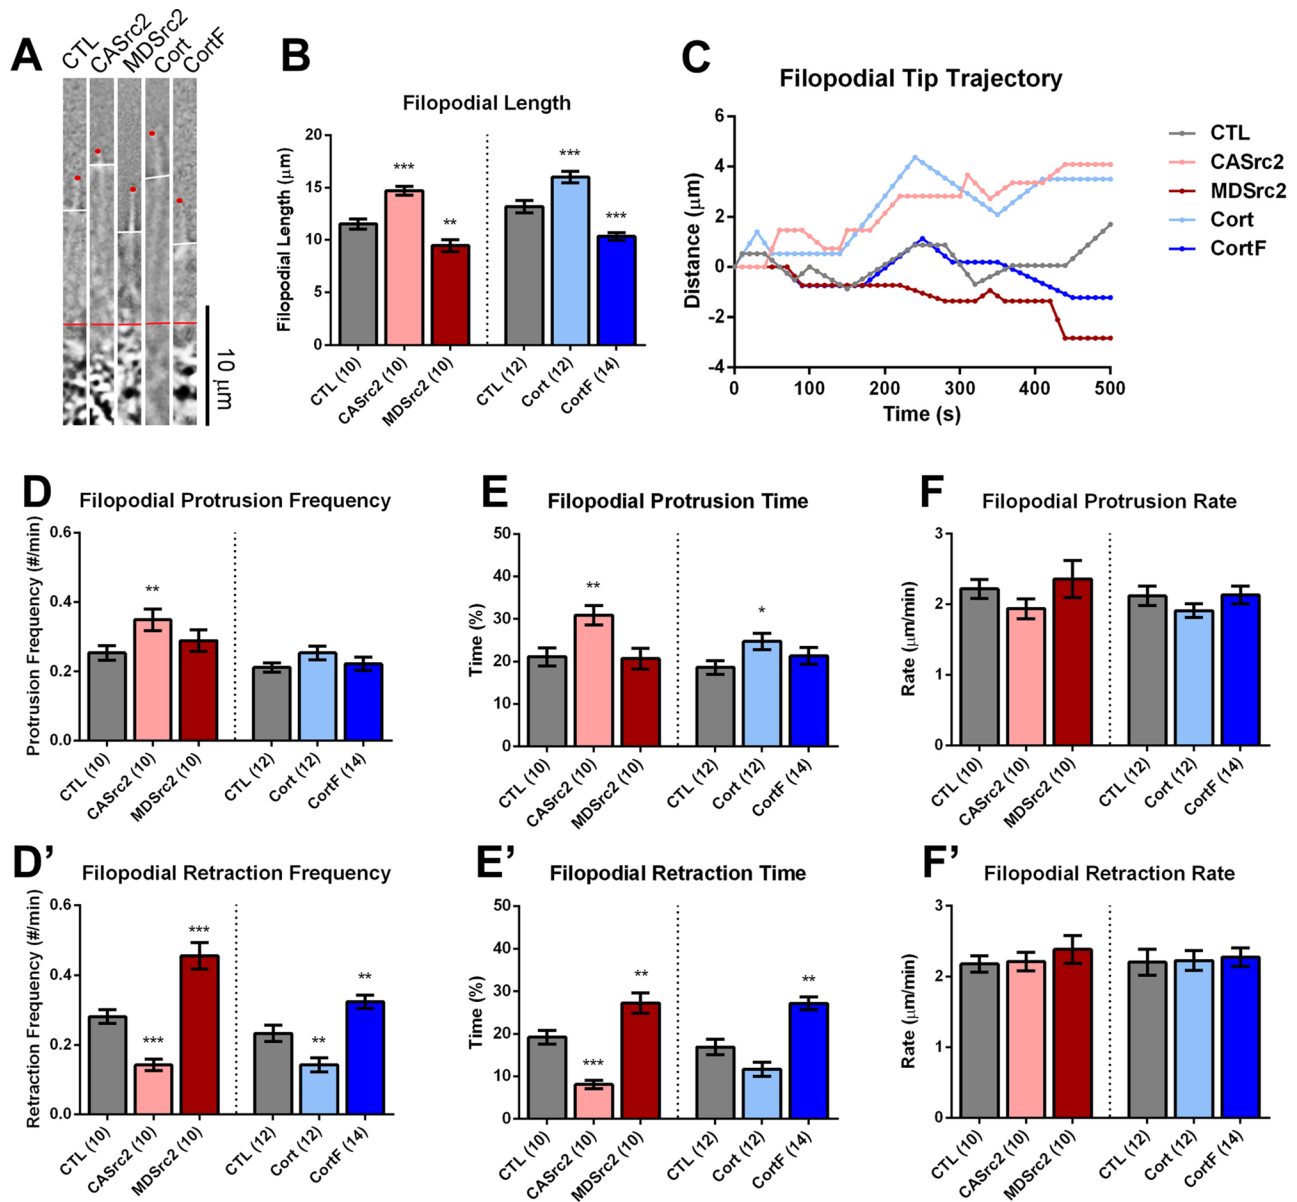 A
CTL
CASrc2
MDSrc2
Cort
CortF
10 μm
B
Filopodial Length
Filopodial Length (μm)
20
15
10
5
0
***
**
***
***
CTL (10)
CASrc2 (10)
MDSrc2 (10)
CTL (12)
Cort (12)
CortF (14)
C
Filopodial Tip Trajectory
Distance (μm)
6
4
2
0
-2
-4
0
100
200
300
400
500
Time (s)
CTL
CASrc2
MDSrc2
Cort
CortF
D
Filopodial Protrusion Frequency
Protrusion Frequency (#/min)
0.6
0.4
0.2
0.0
**
CTL (10)
CASrc2 (10)
MDSrc2 (10)
CTL (12)
Cort (12)
CortF (14)
E
Filopodial Protrusion Time
Time (%)
50
40
30
20
10
0
**
*
CTL (10)
CASrc2 (10)
MDSrc2 (10)
CTL (12)
Cort (12)
CortF (14)
F
Filopodial Protrusion Rate
Rate (μm/min)
3
2
1
0
CTL (10)
CASrc2 (10)
MDSrc2 (10)
CTL (12)
Cort (12)
CortF (14)
D'
Filopodial Retraction Frequency
Retraction Frequency (#/min)
0.6
0.4
0.2
0.0
***
***
**
**
CTL (10)
CASrc2 (10)
MDSrc2 (10)
CTL (12)
Cort (12)
CortF (14)
E'
Filopodial Retraction Time
Time (%)
50
40
30
20
10
0
***
**
**
CTL (10)
CASrc2 (10)
MDSrc2 (10)
CTL (12)
Cort (12)
CortF (14)
F'
Filopodial Retraction Rate
Rate (μm/min)
3
2
1
0
CTL (10)
CASrc2 (10)
MDSrc2 (10)
CTL (12)
Cort (12)
CortF (14)